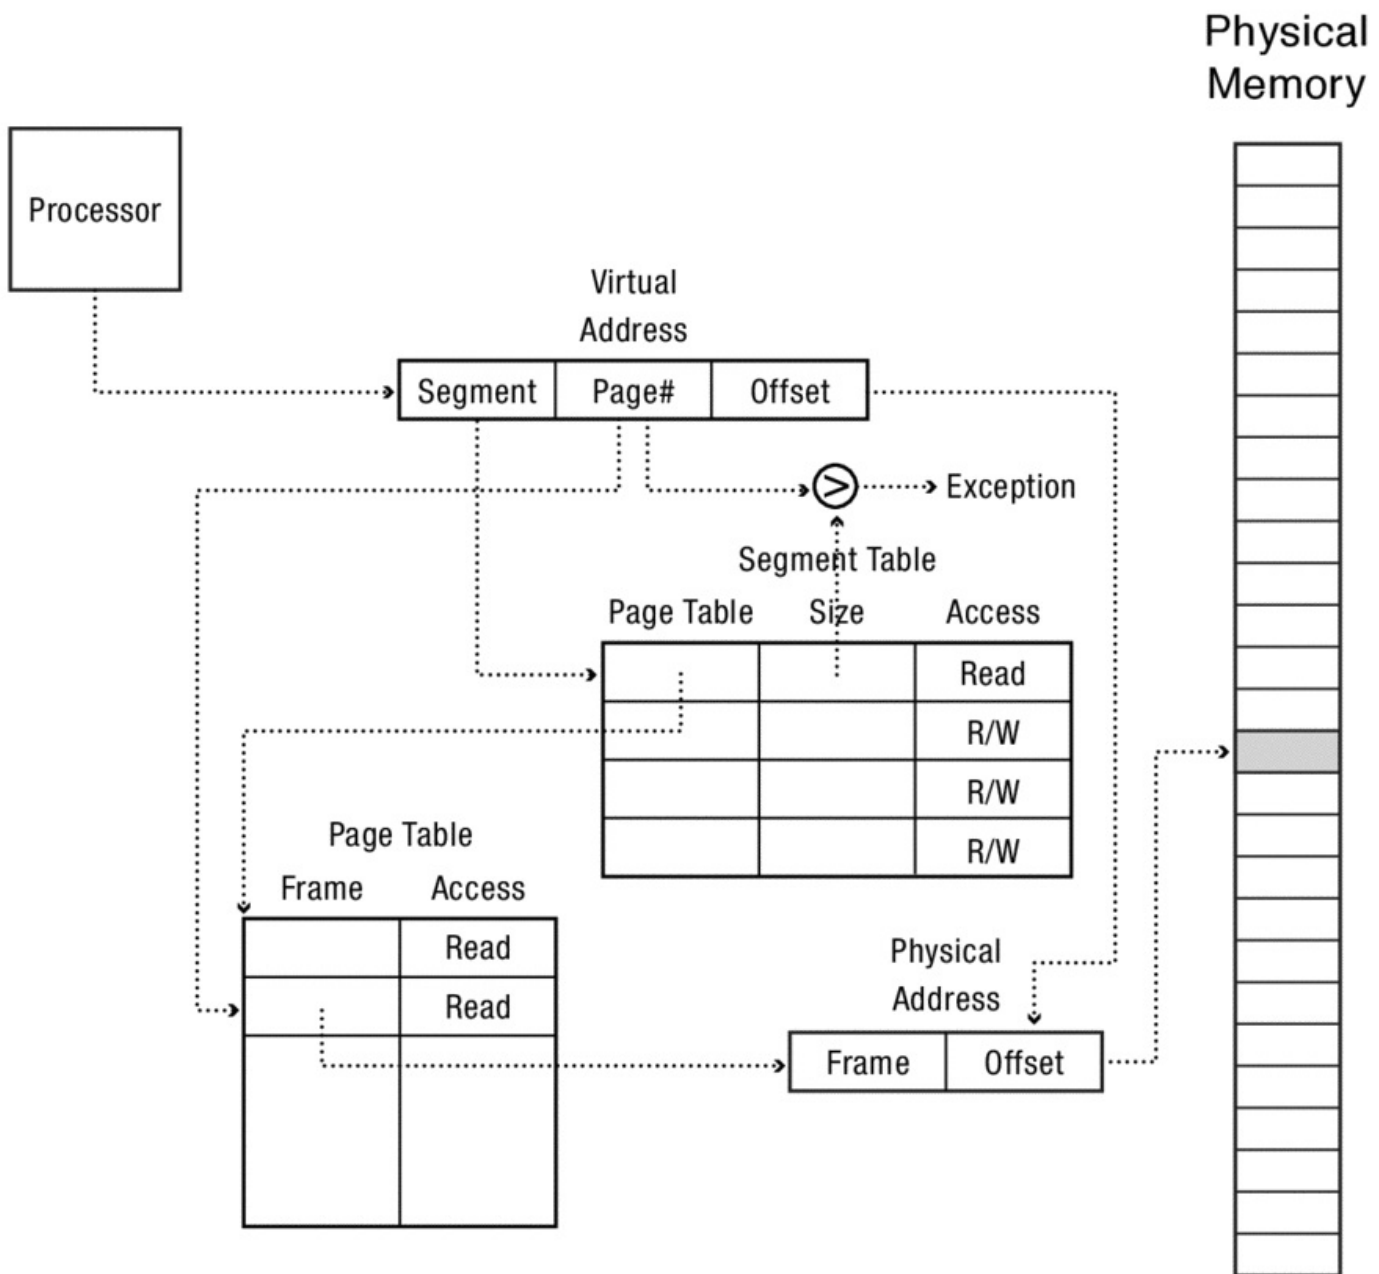 Physical
Memory
Processor
Virtual
Address
Segment Page# Offset
> Exception
Segment Table
Page Table Size Access
Read
R/W
R/W
R/W
Page Table
Frame Access
Read
Read
Physical
Address
Frame Offset